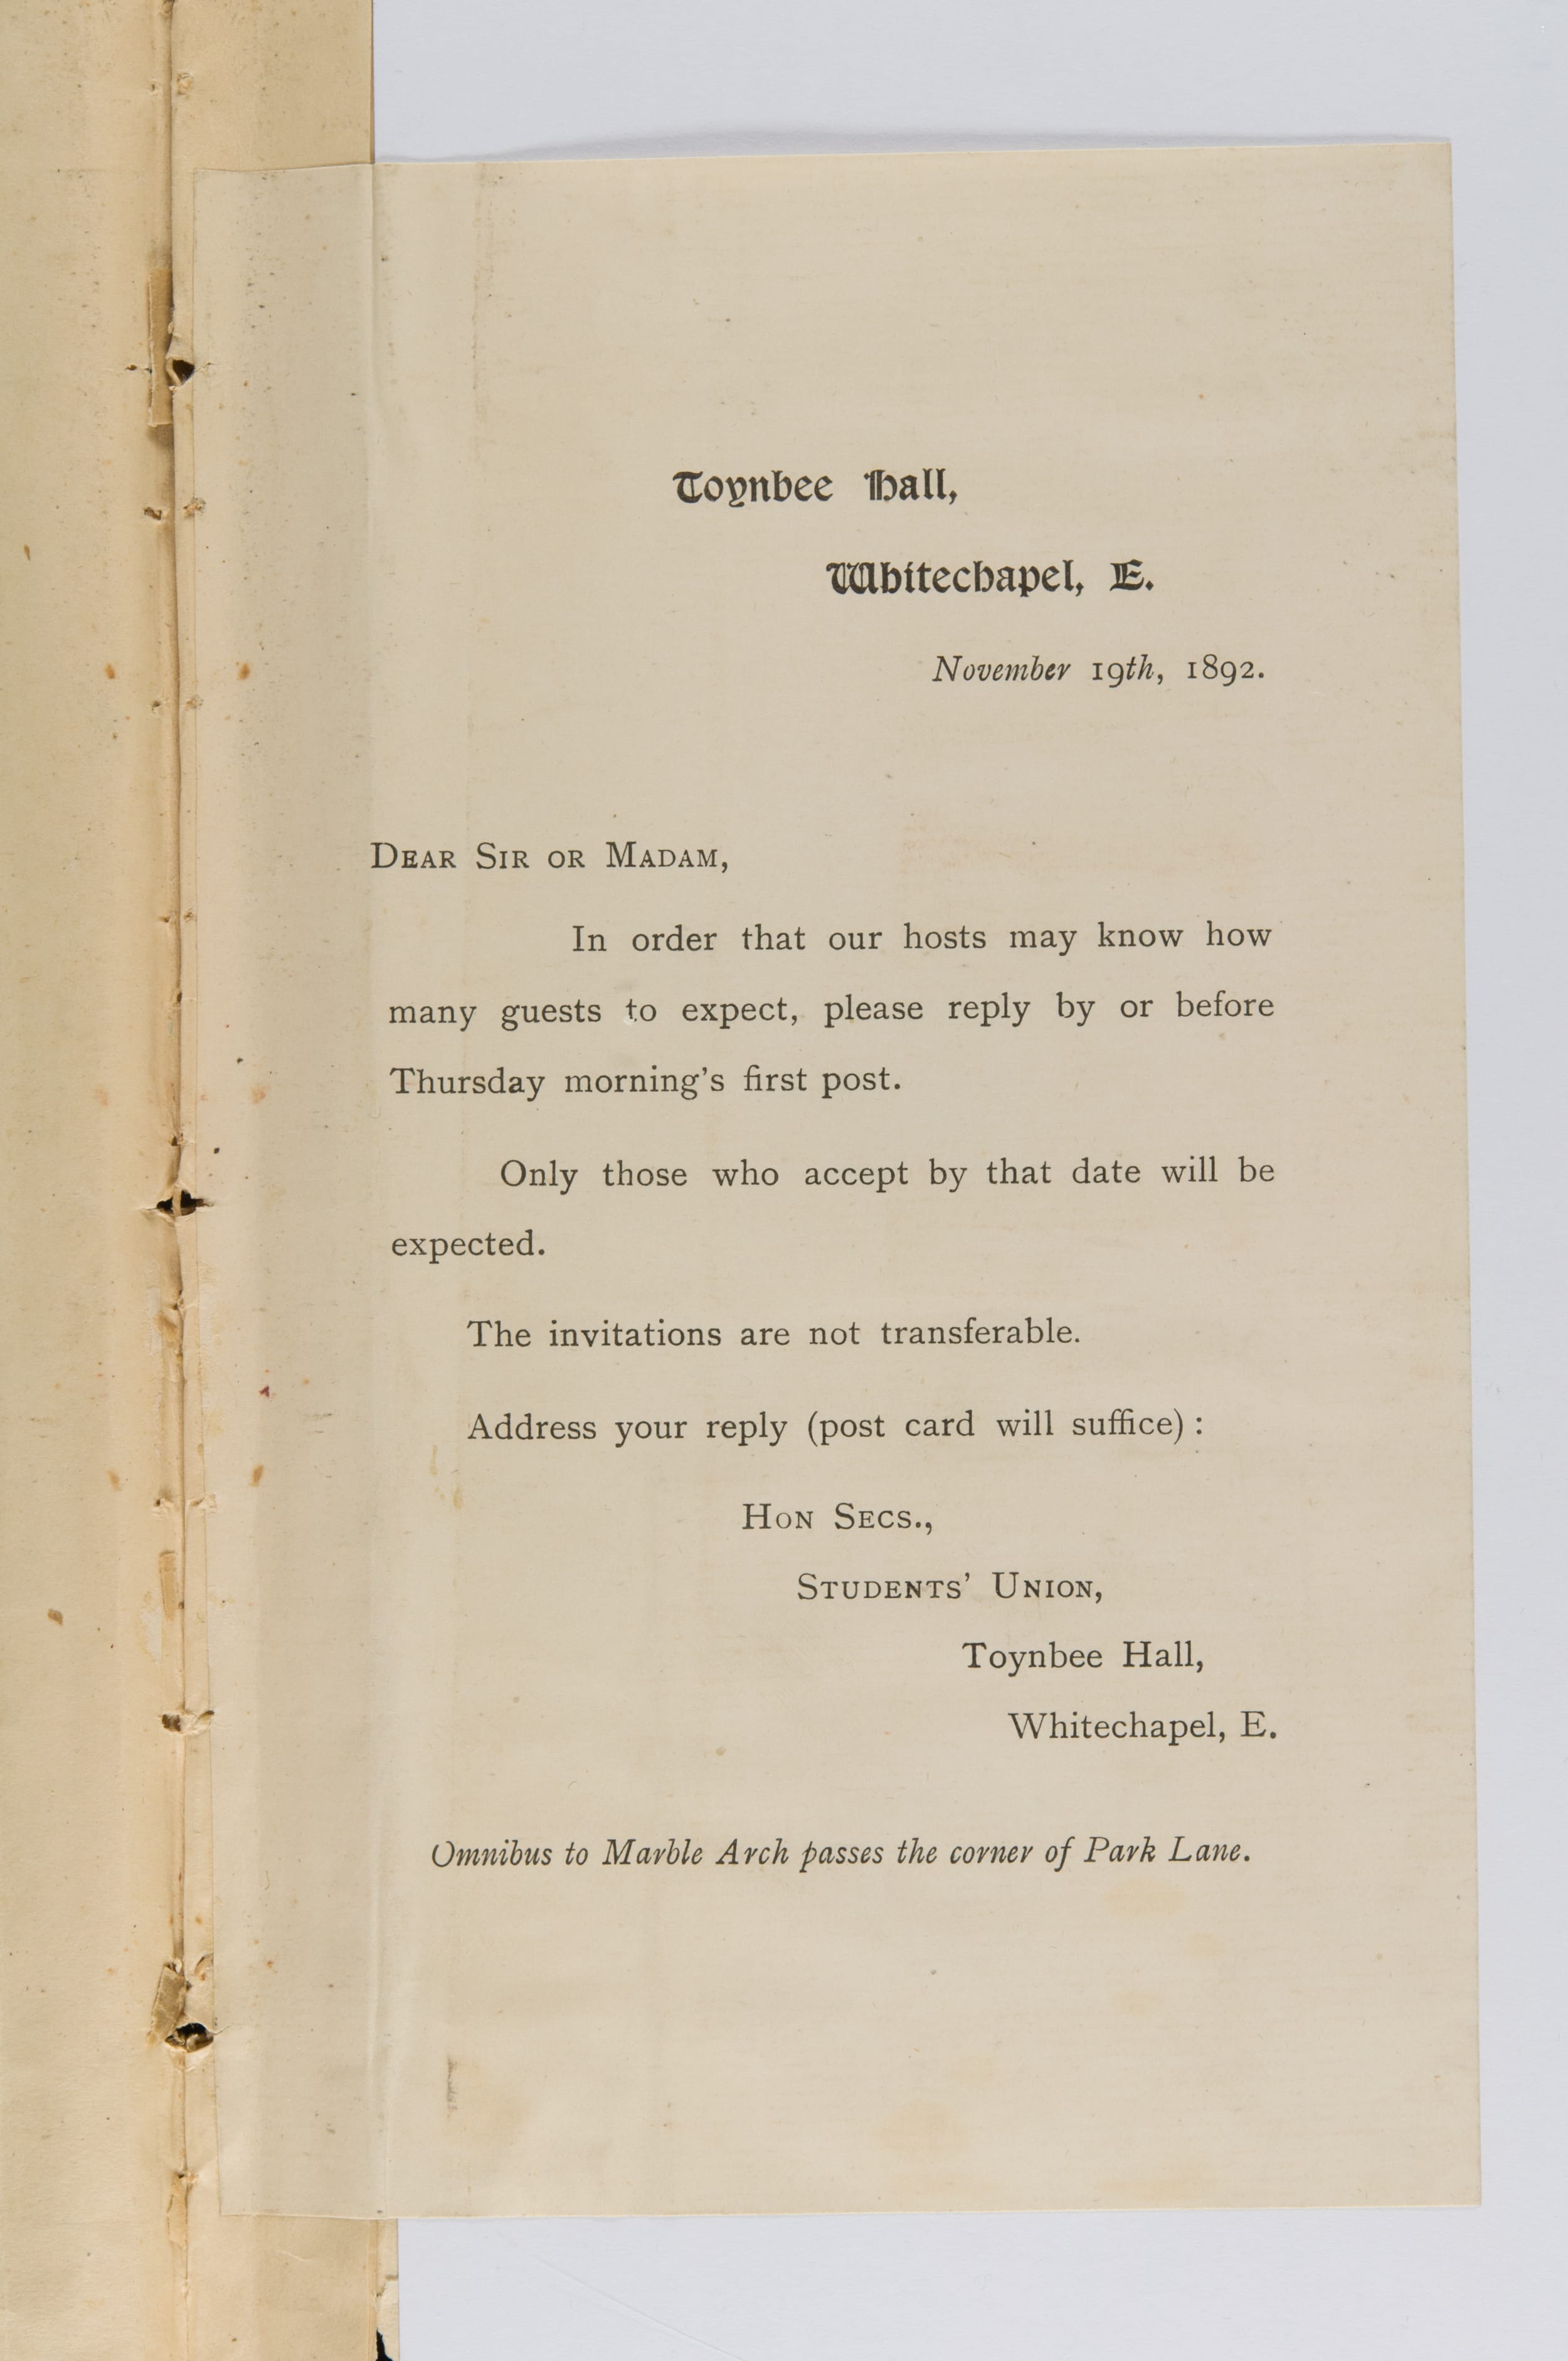 Toynbee Hall,
Whitechapel, E.
November 19th, 1892.
Dear Sir or Madam,
In order that our hosts may know how
many guests to expect, please reply by or before
Thursday morning's first post.
Only those who accept by that date will be
expected.
The invitations are not transferable.
Address your reply (post card will suffice):
Hon Secs.,
Students' Union,
Toynbee Hall,
Whitechapel, E.
Omnibus to Marble Arch passes the corner of Park Lane.